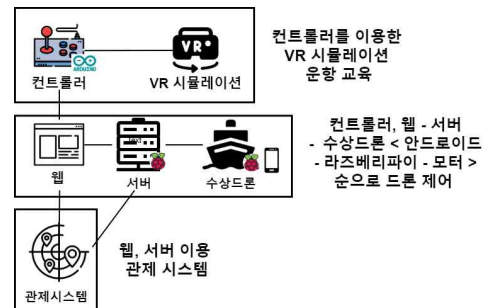 컨트롤러를 이용한
VR 시뮬레이션
운항 교육
VR
ARDUINO
컨트롤러
VR 시뮬레이션
컨트롤러, 웹 - 서버
- 수상드론 < 안드로이드
- 라즈베리파이 - 모터 >
순으로 드론 제어
Text
웹
서버
수상드론
웹, 서버 이용
관제 시스템
관제시스템